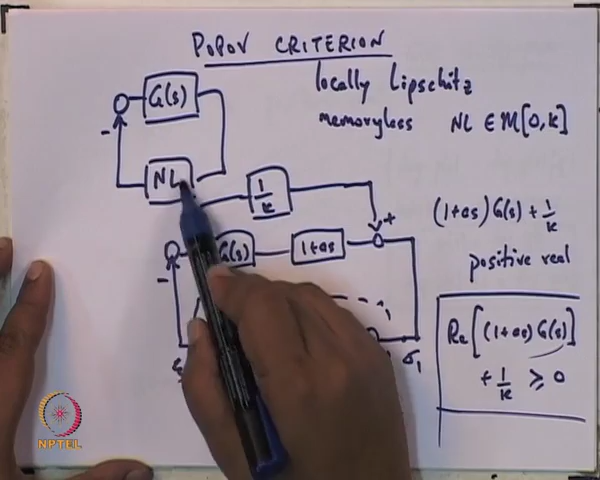 POPOV CRITERION
locally Lipschitz
memoryless NL ∈ M[0,K]
G(s)
-
NL
1/K
+
(1+as)G(s) + 1/K
positive real
G(s)
1+as
-
σ₁
Re[(1+as)G(s)]
+ 1/K ≥ 0
NPTEL